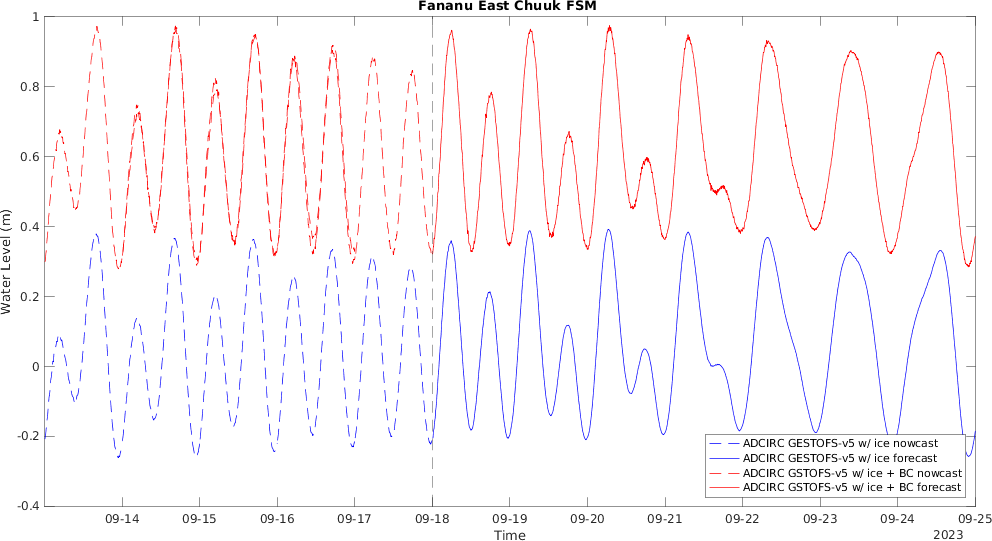 Fananu East Chuuk FSM
1
0.8
0.6
0.4
0.2
0
-0.2
-0.4
Water Level (m)
ADCIRC GESTOFS-v5 w/ ice nowcast
ADCIRC GESTOFS-v5 w/ ice forecast
ADCIRC GSTOFS-v5 w/ ice + BC nowcast
ADCIRC GSTOFS-v5 w/ ice + BC forecast
09-14 09-15 09-16 09-17 09-18 09-19 09-20 09-21 09-22 09-23 09-24 09-25
Time
2023